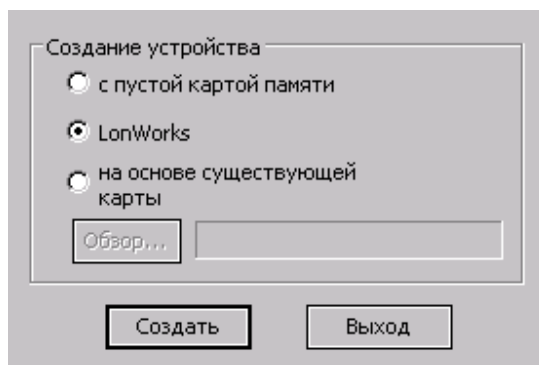 Создание устройства
с пустой картой памяти
LonWorks
на основе существующей
карты
Обзор...
Создать Выход